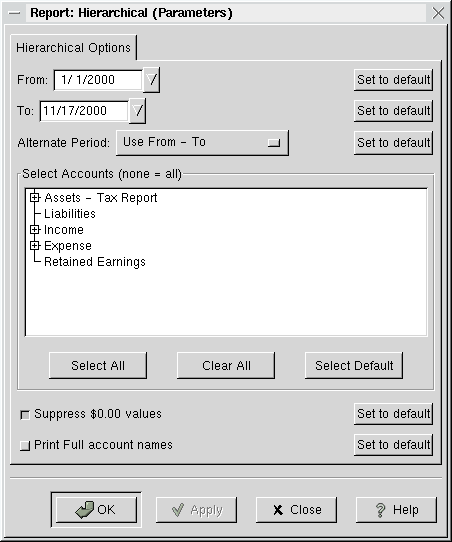 Report: Hierarchical (Parameters)
Hierarchical Options
From: 1/ 1/2000 Set to default
To: 11/17/2000 Set to default
Alternate Period: Use From - To Set to default
Select Accounts (none = all)
Assets - Tax Report
Liabilities
Income
Expense
Retained Earnings
Select All Clear All Select Default
Suppress $0.00 values Set to default
Print Full account names Set to default
OK Apply Close Help